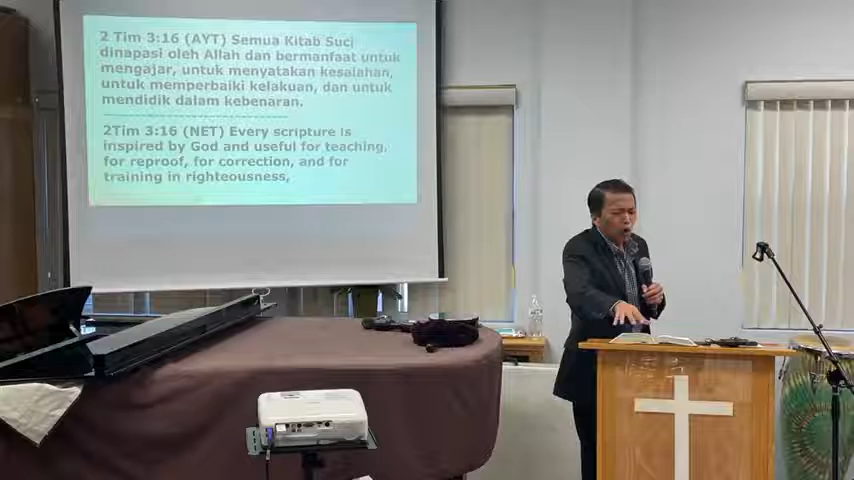 2 Tim 3:16 (AYT) Semua Kitab Suci
dinapasi oleh Allah dan bermanfaat untuk
mengajar, untuk menyatakan kesalahan,
untuk memperbaiki kelakuan, dan untuk
mendidik dalam kebenaran.
2Tim 3:16 (NET) Every scripture is
inspired by God and useful for teaching,
for reproof, for correction, and for
training in righteousness,